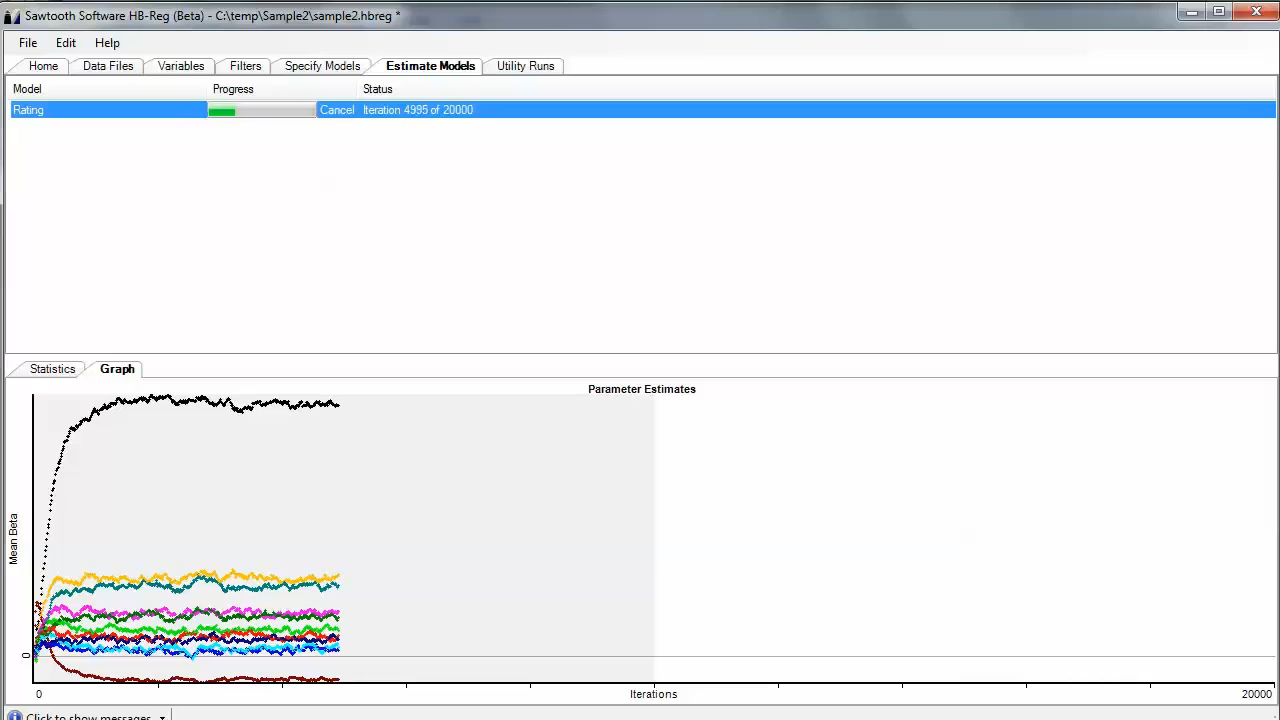 Sawtooth Software HB-Reg (Beta) - C:\temp\Sample2\sample2.hbreg *
File Edit Help
Home Data Files Variables Filters Specify Models Estimate Models Utility Runs
Model Progress Status
Rating Cancel Iteration 4995 of 20000
Statistics Graph
Parameter Estimates
Mean Beta
0
0 Iterations 20000
Click to show messages